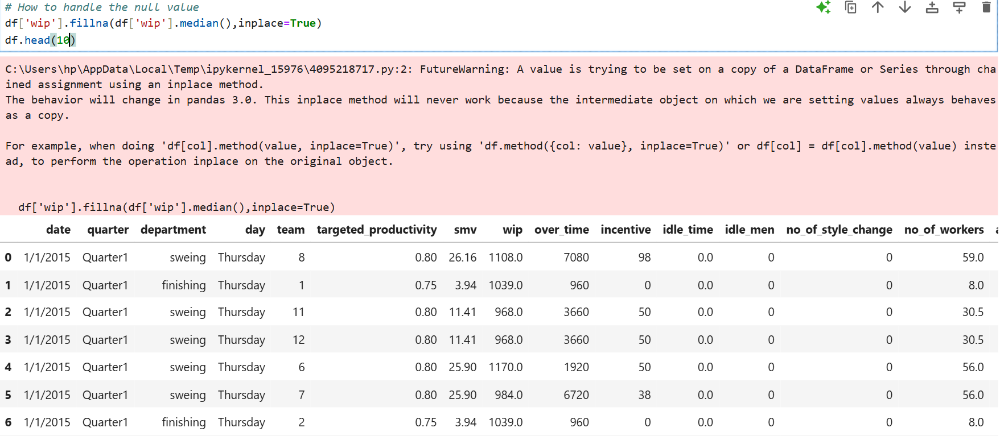 # How to handle the null value
df['wip'].fillna(df['wip'].median(),inplace=True)
df.head(10)
C:\Users\hp\AppData\Local\Temp\ipykernel_15976\4095218717.py:2: FutureWarning: A value is trying to be set on a copy of a DataFrame or Series through cha
ined assignment using an inplace method.
The behavior will change in pandas 3.0. This inplace method will never work because the intermediate object on which we are setting values always behaves
as a copy.
For example, when doing 'df[col].method(value, inplace=True)', try using 'df.method({col: value}, inplace=True)' or df[col] = df[col].method(value) inste
ad, to perform the operation inplace on the original object.
df['wip'].fillna(df['wip'].median(),inplace=True)
date quarter department day team targeted_productivity smv wip over_time incentive idle_time idle_men no_of_style_change no_of_workers
0 1/1/2015 Quarter1 sweing Thursday 8 0.80 26.16 1108.0 7080 98 0.0 0 0 59.0
1 1/1/2015 Quarter1 finishing Thursday 1 0.75 3.94 1039.0 960 0 0.0 0 0 8.0
2 1/1/2015 Quarter1 sweing Thursday 11 0.80 11.41 968.0 3660 50 0.0 0 0 30.5
3 1/1/2015 Quarter1 sweing Thursday 12 0.80 11.41 968.0 3660 50 0.0 0 0 30.5
4 1/1/2015 Quarter1 sweing Thursday 6 0.80 25.90 1170.0 1920 50 0.0 0 0 56.0
5 1/1/2015 Quarter1 sweing Thursday 7 0.80 25.90 984.0 6720 38 0.0 0 0 56.0
6 1/1/2015 Quarter1 finishing Thursday 2 0.75 3.94 1039.0 960 0 0.0 0 0 8.0